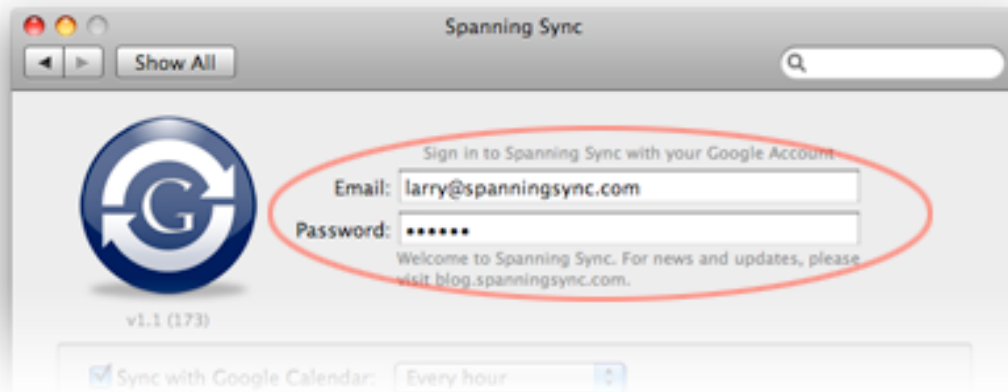 Spanning Sync
Show All
Sign in to Spanning Sync with your Google Account
Email: larry@spanningsync.com
Password: ••••••
Welcome to Spanning Sync. For news and updates, please
visit blog.spanningsync.com.
G
v1.1 (173)
Sync with Google Calendar: Every hour